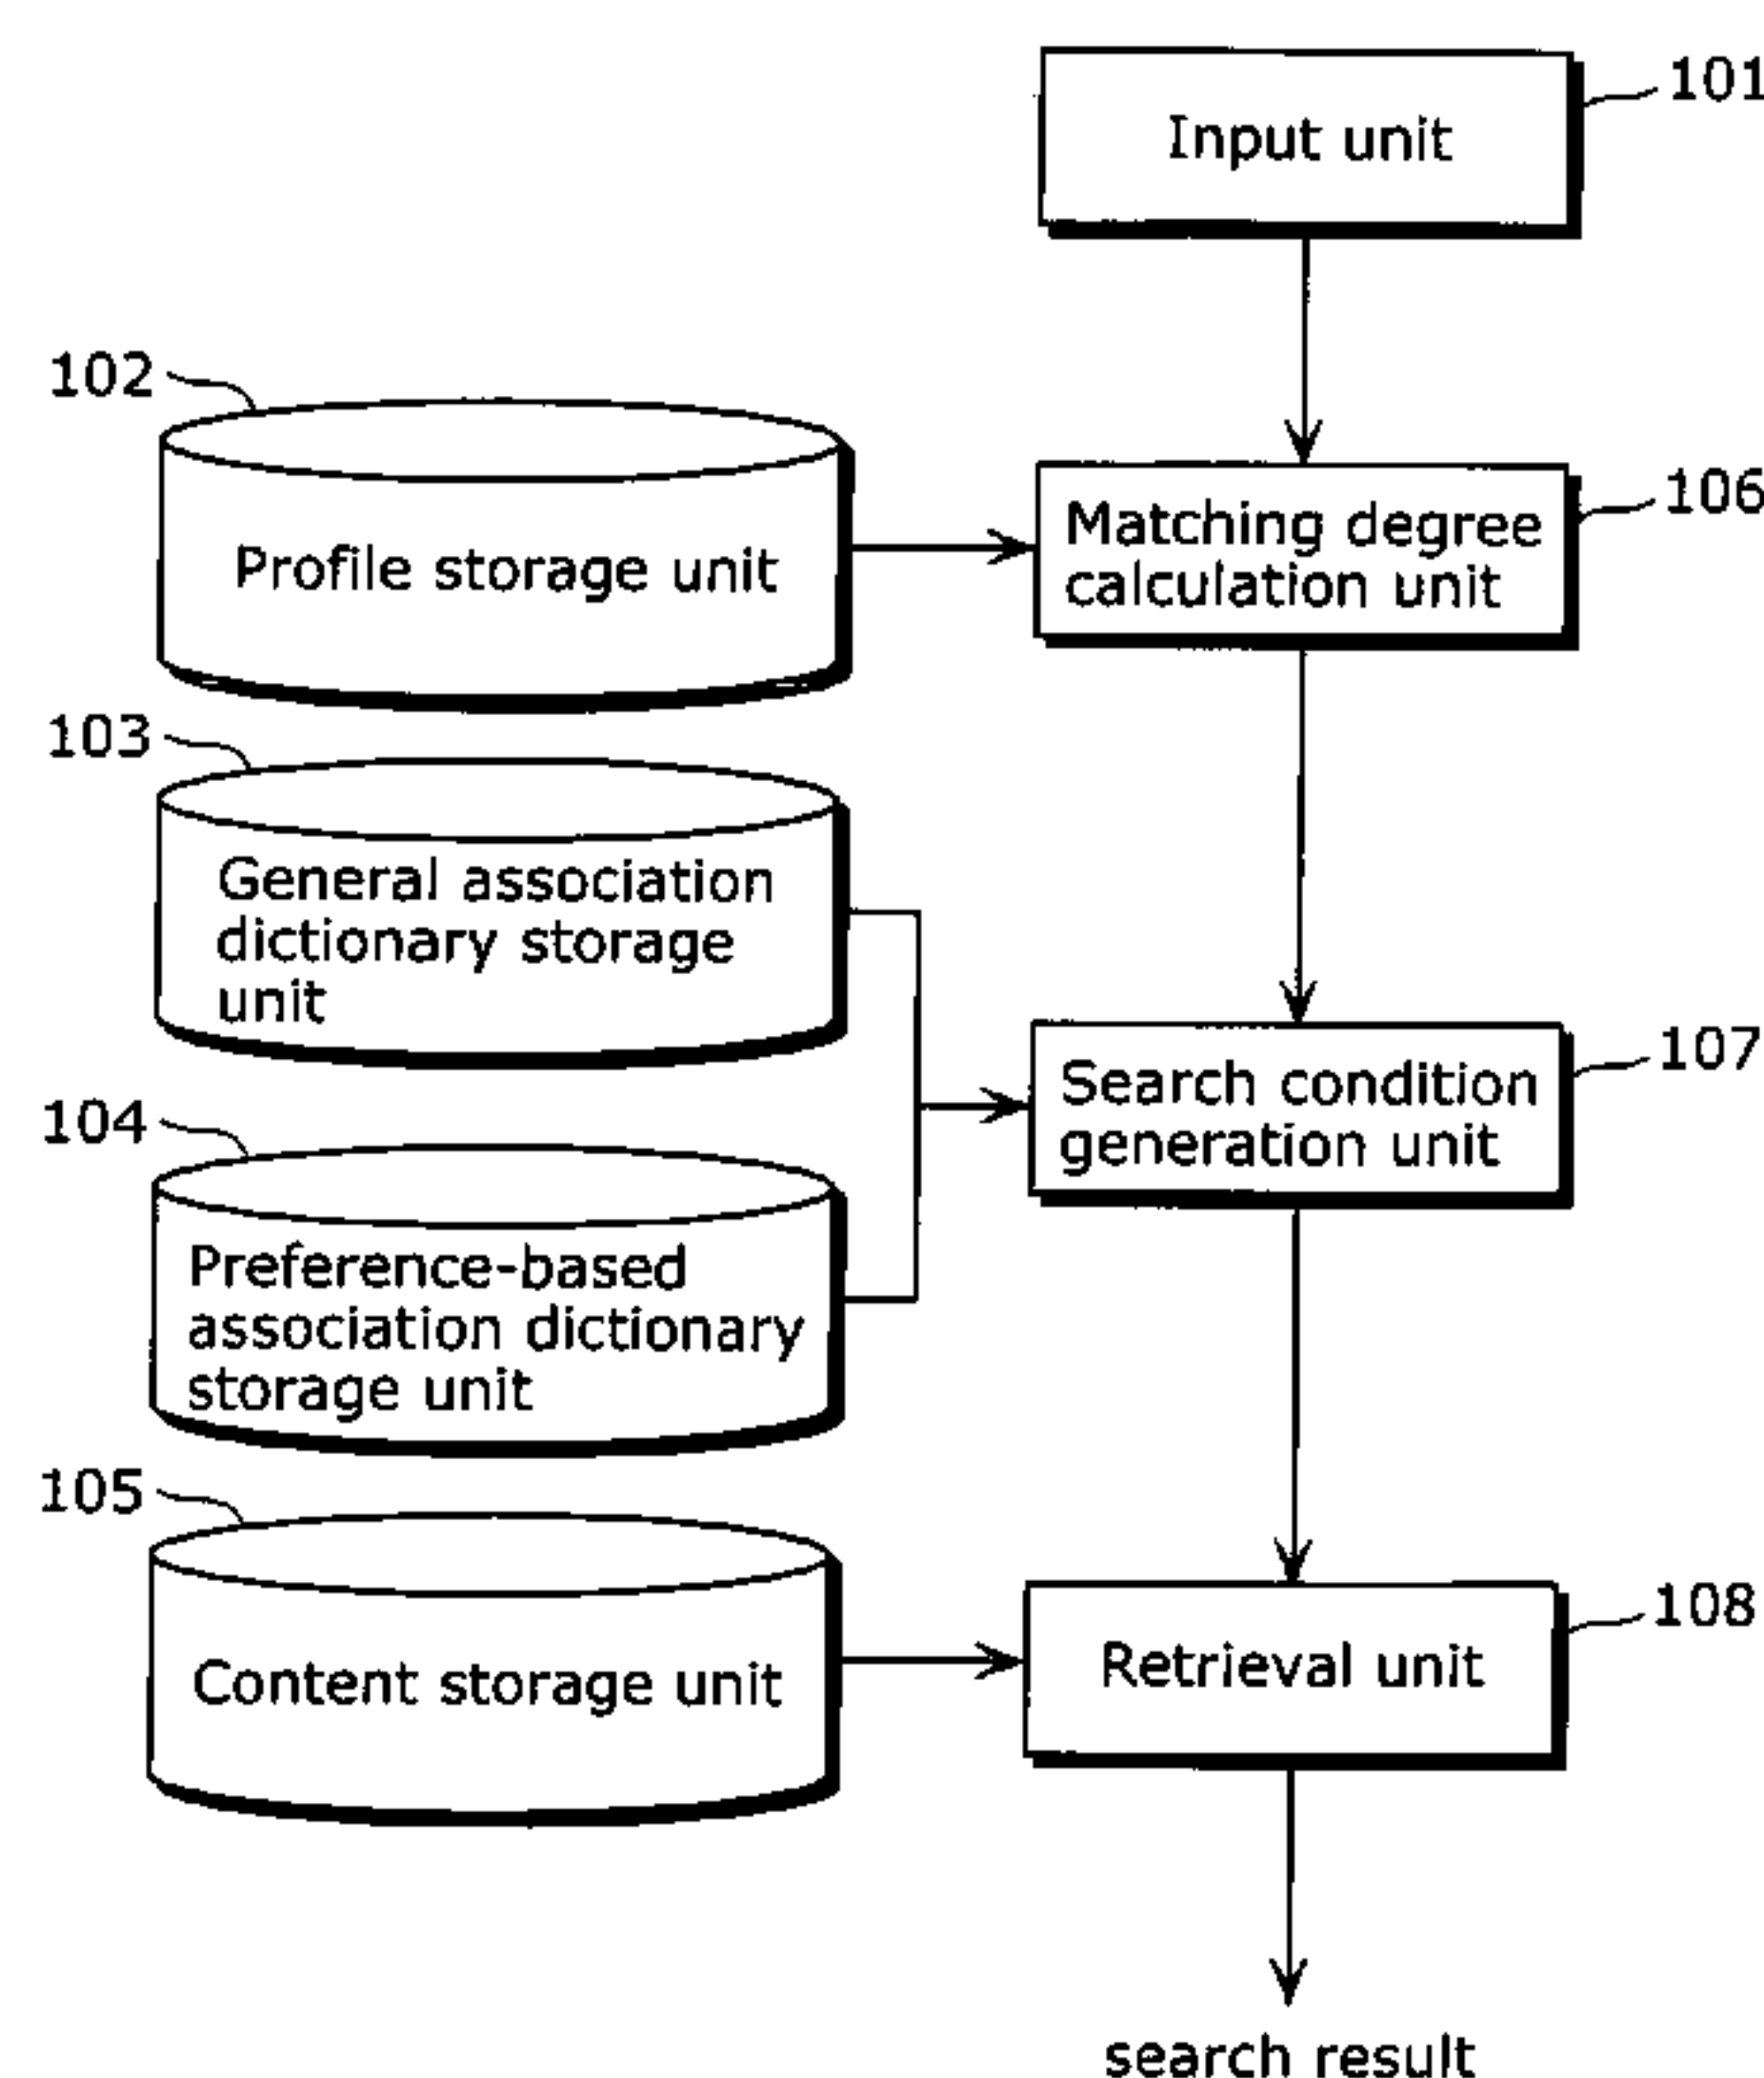 101
Input unit
102
Profile storage unit
106
Matching degree
calculation unit
103
General association
dictionary storage
unit
107
Search condition
generation unit
104
Preference-based
association dictionary
storage unit
105
Content storage unit
108
Retrieval unit
search result